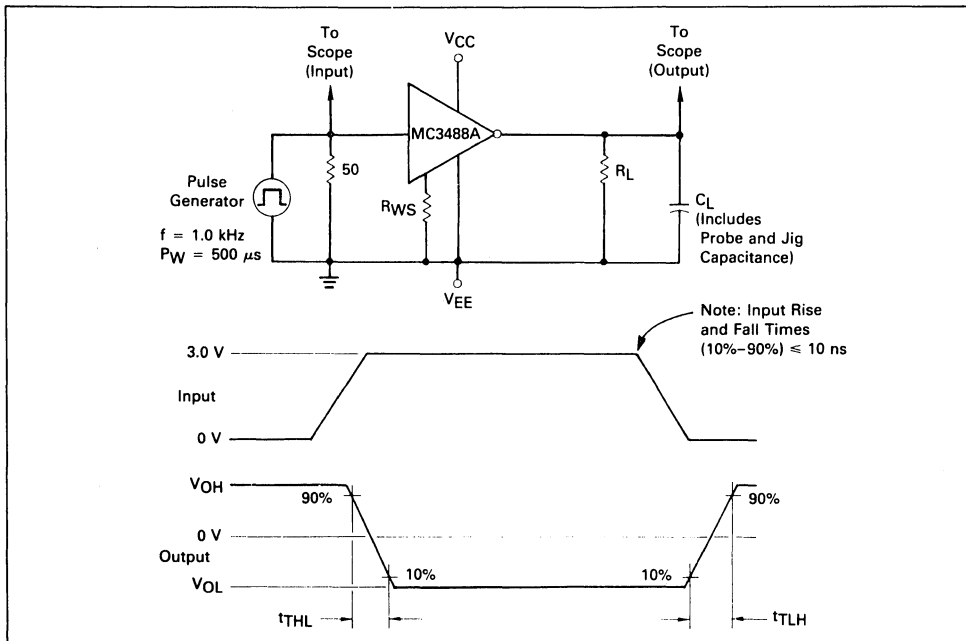 To
Scope
(Input)
VCC
To
Scope
(Output)
MC3488A
50
RL
Pulse
Generator
RWS
CL
(Includes
Probe and Jig
Capacitance)
f = 1.0 kHz
PW = 500 μs
VEE
Note: Input Rise
and Fall Times
(10%–90%) ≤ 10 ns
3.0 V
Input
0 V
VOH
90%
90%
0 V
Output
10%
10%
VOL
tTHL
tTLH